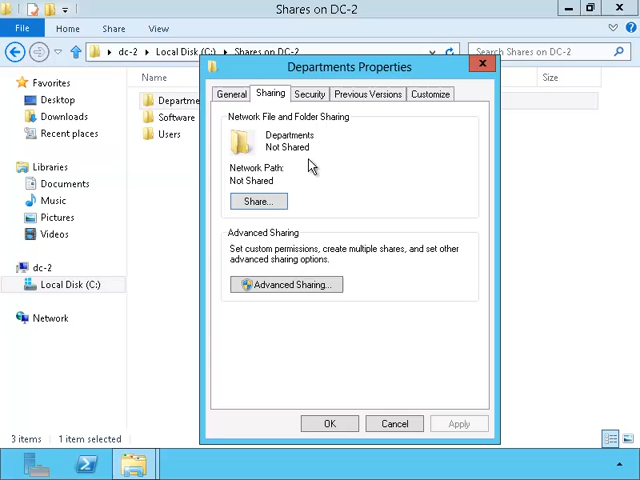 Shares on DC-2
File Home Share View
dc-2 Local Disk (C:) Shares on DC-2 Search Shares on DC-2
Departments Properties
Favorites
Desktop
Downloads
Recent places
Libraries
Documents
Music
Pictures
Videos
dc-2
Local Disk (C:)
Network
Name Size
Departme
Software
Users
General Sharing Security Previous Versions Customize
Network File and Folder Sharing
Departments
Not Shared
Network Path:
Not Shared
Share...
Advanced Sharing
Set custom permissions, create multiple shares, and set other
advanced sharing options.
Advanced Sharing...
OK Cancel Apply
3 items 1 item selected